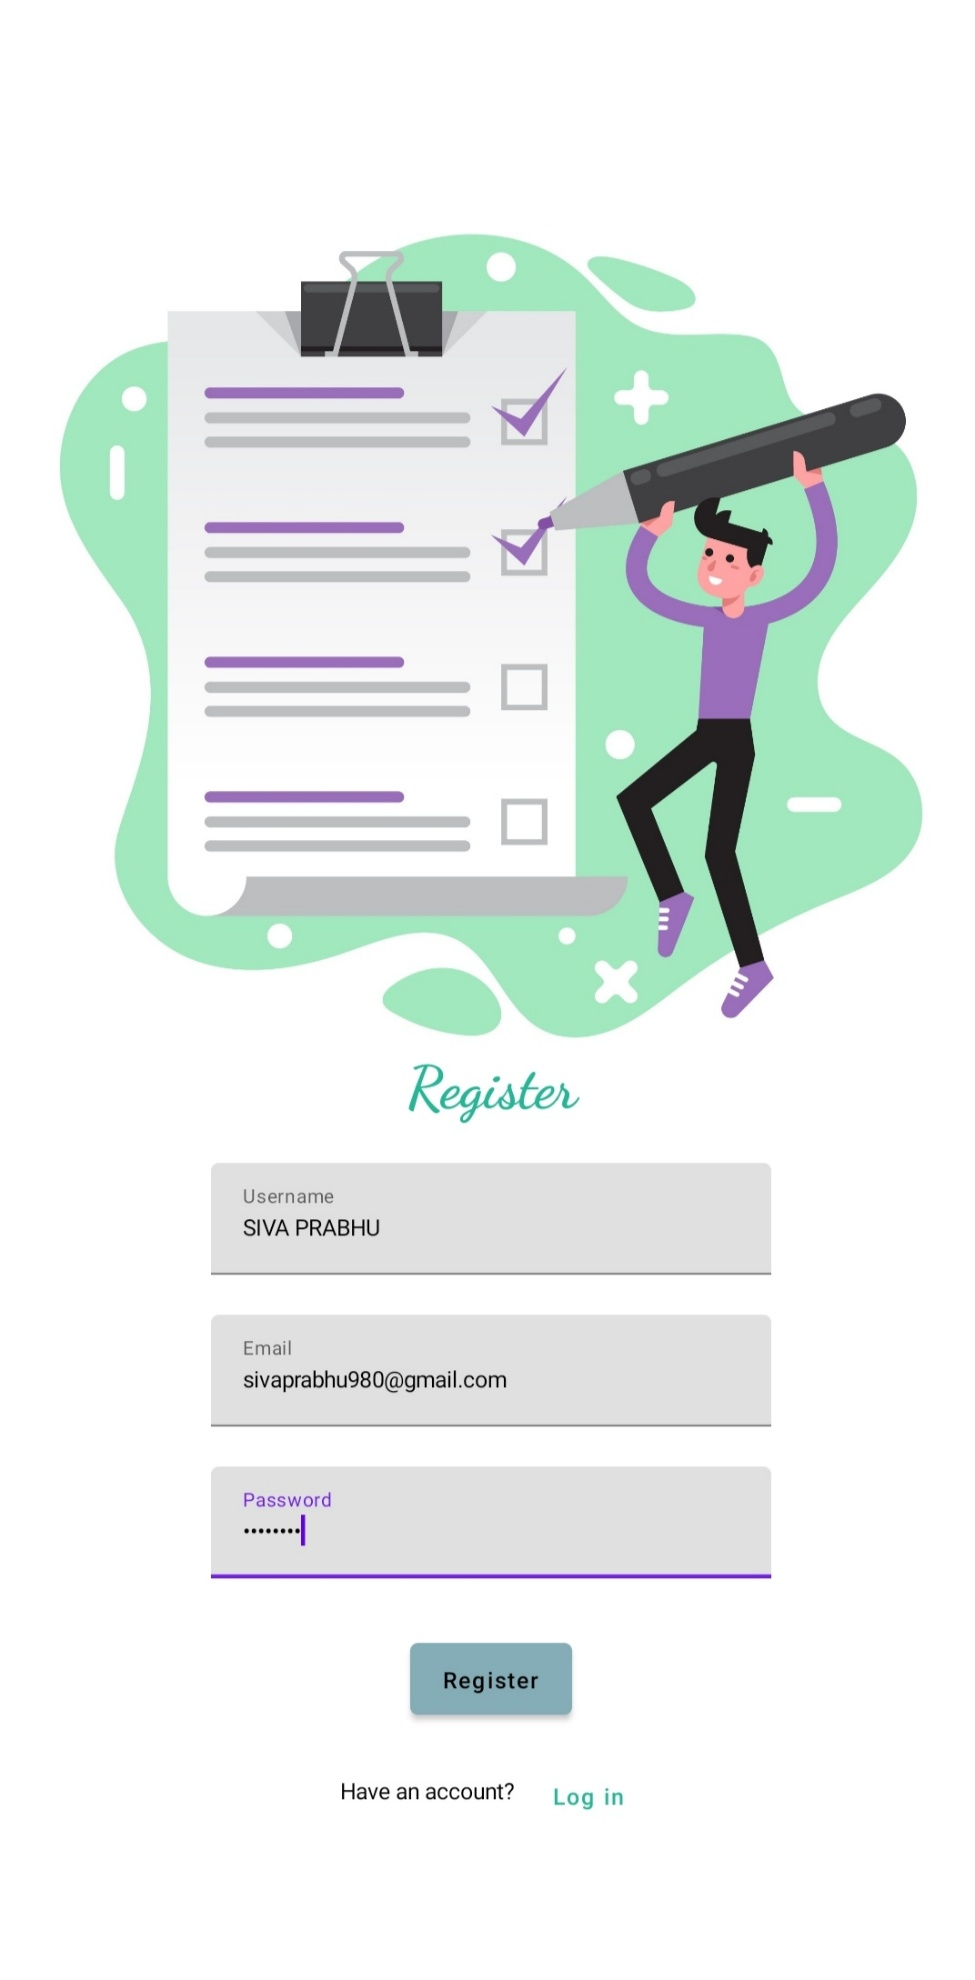 Register
Username
SIVA PRABHU
Email
sivaprabhu980@gmail.com
Password
••••••••
Register
Have an account? Log in